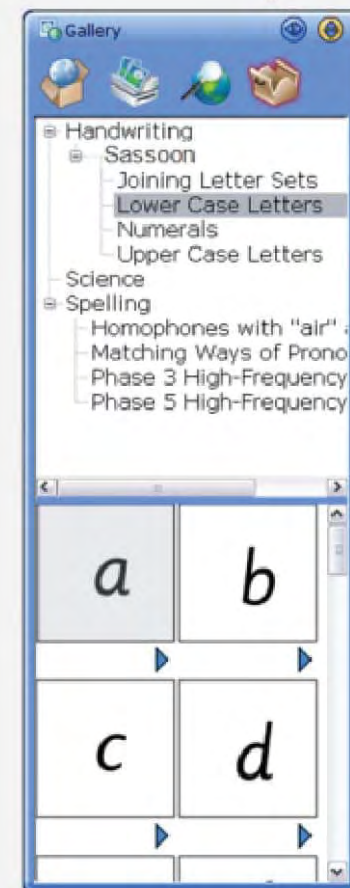 Gallery
Handwriting
Sassoon
Joining Letter Sets
Lower Case Letters
Numerals
Upper Case Letters
Science
Spelling
Homophones with "air"
Matching Ways of Prono
Phase 3 High-Frequency
Phase 5 High-Frequency
a b
c d